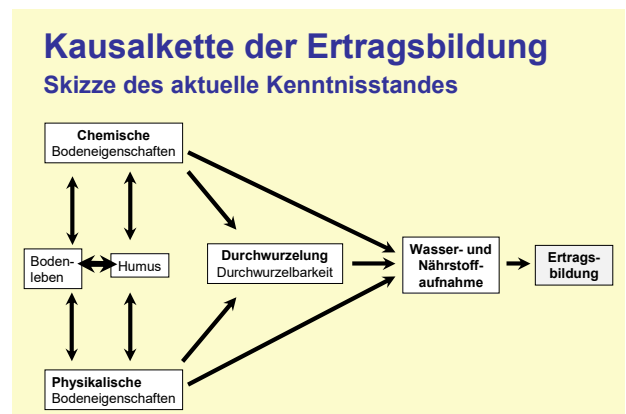 Kausalkette der Ertragsbildung
Skizze des aktuelle Kenntnisstandes
Chemische
Bodeneigenschaften
Boden-
leben
Humus
Durchwurzelung
Durchwurzelbarkeit
Wasser- und
Nährstoff-
aufnahme
Ertrags-
bildung
Physikalische
Bodeneigenschaften